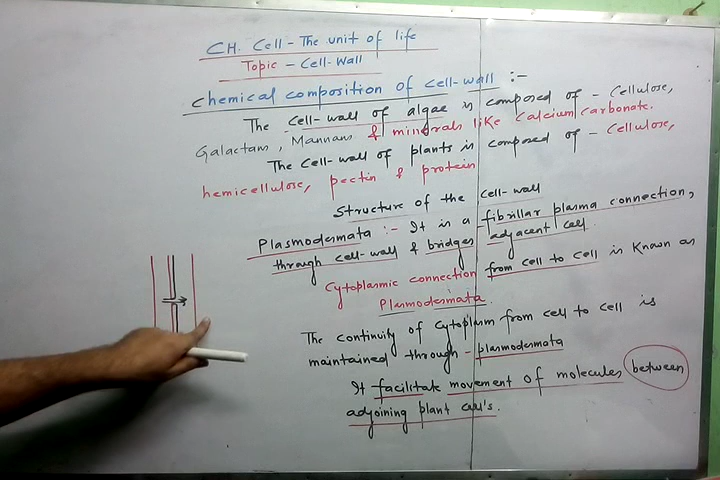 CH. Cell - The unit of life
Topic - Cell-Wall
Chemical composition of cell-wall :-
The cell-wall of algae is composed of - Cellulose,
Galactans, Mannans & minerals like Calcium Carbonate.
The cell-wall of plants is composed of - Cellulose,
hemicellulose, pectin & protein
Structure of the cell-wall
Plasmodesmata :- It is a fibrillar plasma connection,
through cell-wall & bridges adjacent cell.
Cytoplasmic connection from cell to cell is known as
Plasmodesmata.
The continuity of cytoplasm from cell to cell is
maintained through - plasmodesmata
It facilitate movement of molecules between
adjoining plant cell's.